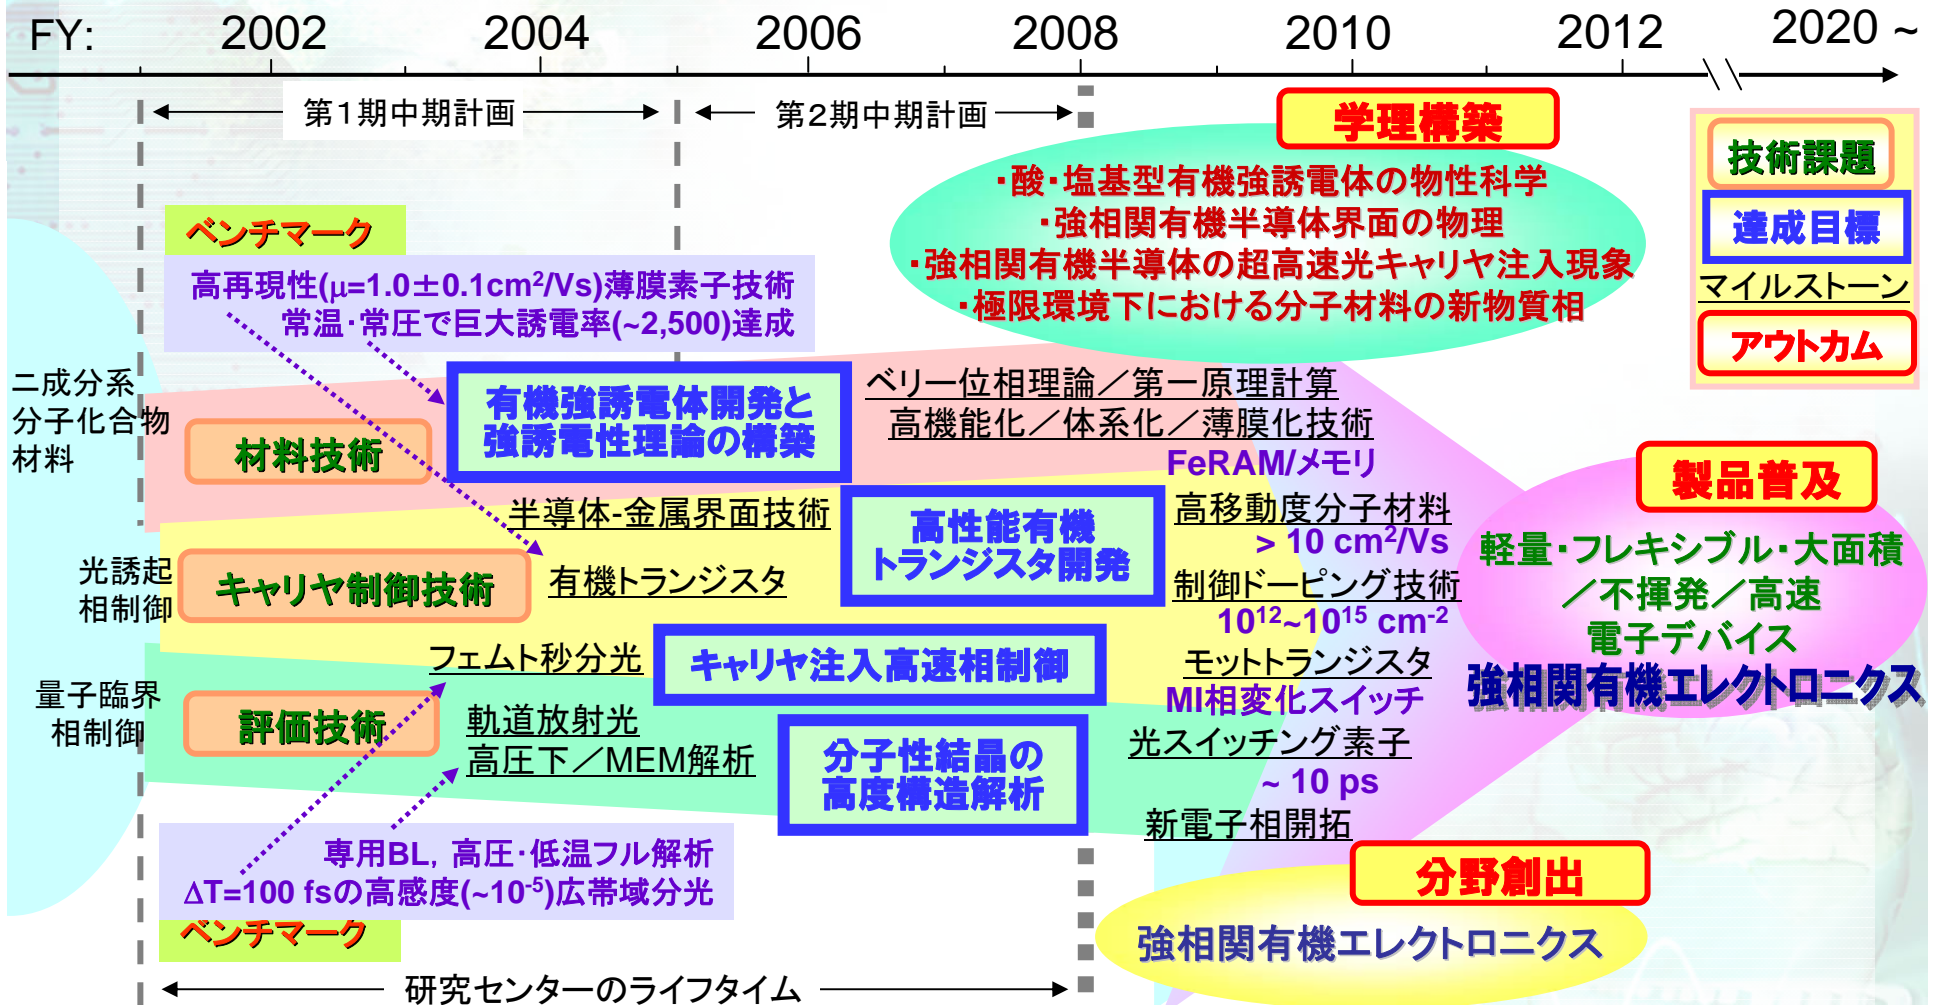 FY: 2002 2004 2006 2008 2010 2012 2020 ~
第1期中期計画
第2期中期計画
学理構築
・酸・塩基型有機強誘電体の物性科学
・強相関有機半導体界面の物理
・強相関有機半導体の超高速光キャリヤ注入現象
・極限環境下における分子材料の新物質相
技術課題
達成目標
マイルストーン
アウトカム
ベンチマーク
高再現性(μ=1.0±0.1cm²/Vs)薄膜素子技術
常温・常圧で巨大誘電率(~2,500)達成
二成分系
分子化合物
材料
材料技術
有機強誘電体開発と
強誘電性理論の構築
ベリー位相理論／第一原理計算
高機能化／体系化／薄膜化技術
FeRAM/メモリ
光誘起
相制御
キャリヤ制御技術
半導体-金属界面技術
有機トランジスタ
高性能有機
トランジスタ開発
高移動度分子材料
> 10 cm²/Vs
制御ドーピング技術
10¹²~10¹⁵ cm⁻²
量子臨界
相制御
評価技術
フェムト秒分光
軌道放射光
高圧下／MEM解析
キャリヤ注入高速相制御
分子性結晶の
高度構造解析
モットトランジスタ
MI相変化スイッチ
光スイッチング素子
~ 10 ps
新電子相開拓
製品普及
軽量・フレキシブル・大面積
／不揮発／高速
電子デバイス
強相関有機エレクトロニクス
専用BL, 高圧・低温フル解析
ΔT=100 fsの高感度(~10⁻⁵)広帯域分光
ベンチマーク
分野創出
強相関有機エレクトロニクス
研究センターのライフタイム